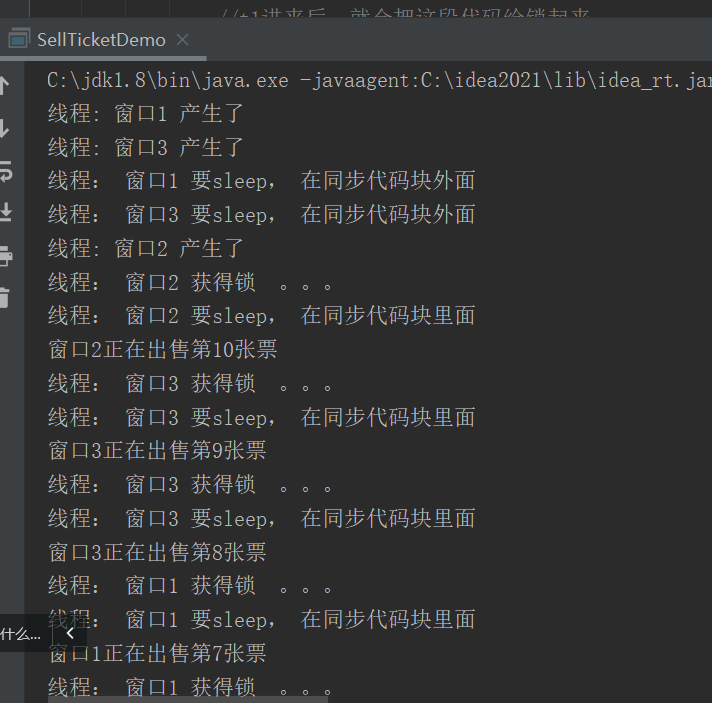 //t1进来后，就会把这段代码给锁起来
SellTicketDemo
C:\jdk1.8\bin\java.exe -javaagent:C:\idea2021\lib\idea_rt.jar
线程: 窗口1 产生了
线程: 窗口3 产生了
线程： 窗口1 要sleep， 在同步代码块外面
线程： 窗口3 要sleep， 在同步代码块外面
线程: 窗口2 产生了
线程： 窗口2 获得锁 。。。
线程： 窗口2 要sleep， 在同步代码块里面
窗口2正在出售第10张票
线程： 窗口3 获得锁 。。。
线程： 窗口3 要sleep， 在同步代码块里面
窗口3正在出售第9张票
线程： 窗口3 获得锁 。。。
线程： 窗口3 要sleep， 在同步代码块里面
窗口3正在出售第8张票
线程： 窗口1 获得锁 。。。
线程： 窗口1 要sleep， 在同步代码块里面
什么...
窗口1正在出售第7张票
线程： 窗口1 获得锁 。。。